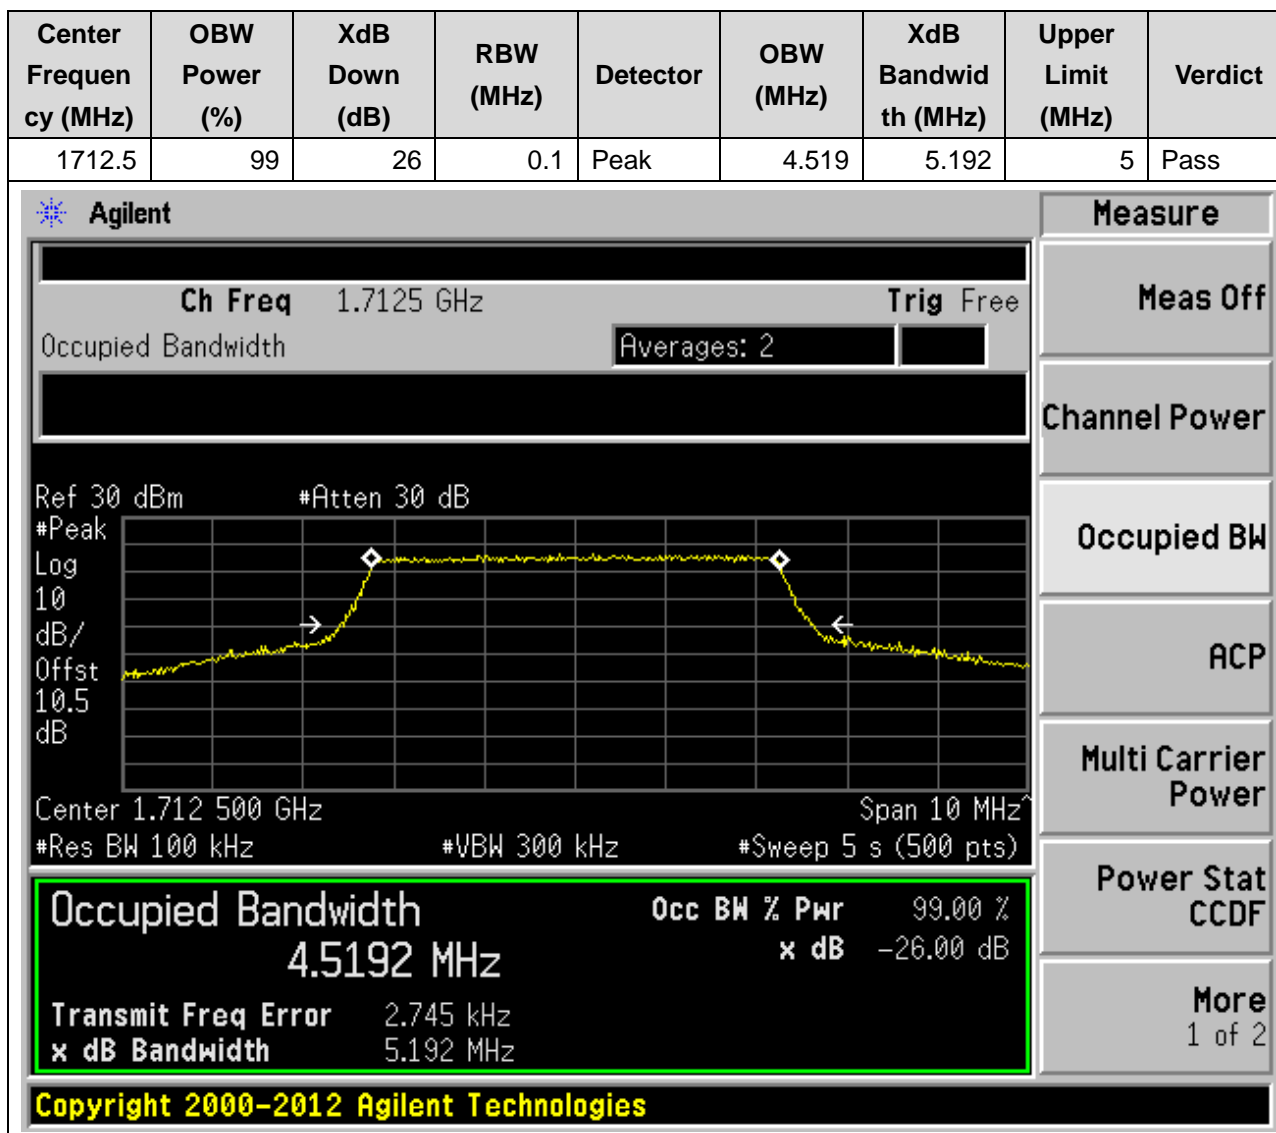 Center Frequen cy (MHz) OBW Power (%) XdB Down (dB) RBW (MHz) Detector OBW (MHz) XdB Bandwid th (MHz) Upper Limit (MHz) Verdict
1712.5 99 26 0.1 Peak 4.519 5.192 5 Pass
Agilent
Ch Freq 1.7125 GHz Trig Free
Occupied Bandwidth Averages: 2
Ref 30 dBm #Atten 30 dB
#Peak
Log
10
dB/
Offst
10.5
dB
Center 1.712 500 GHz Span 10 MHz^
#Res BW 100 kHz #VBW 300 kHz #Sweep 5 s (500 pts)
Occupied Bandwidth Occ BW % Pwr 99.00 %
4.5192 MHz x dB -26.00 dB
Transmit Freq Error 2.745 kHz
x dB Bandwidth 5.192 MHz
Copyright 2000-2012 Agilent Technologies
Measure
Meas Off
Channel Power
Occupied BW
ACP
Multi Carrier
Power
Power Stat
CCDF
More
1 of 2